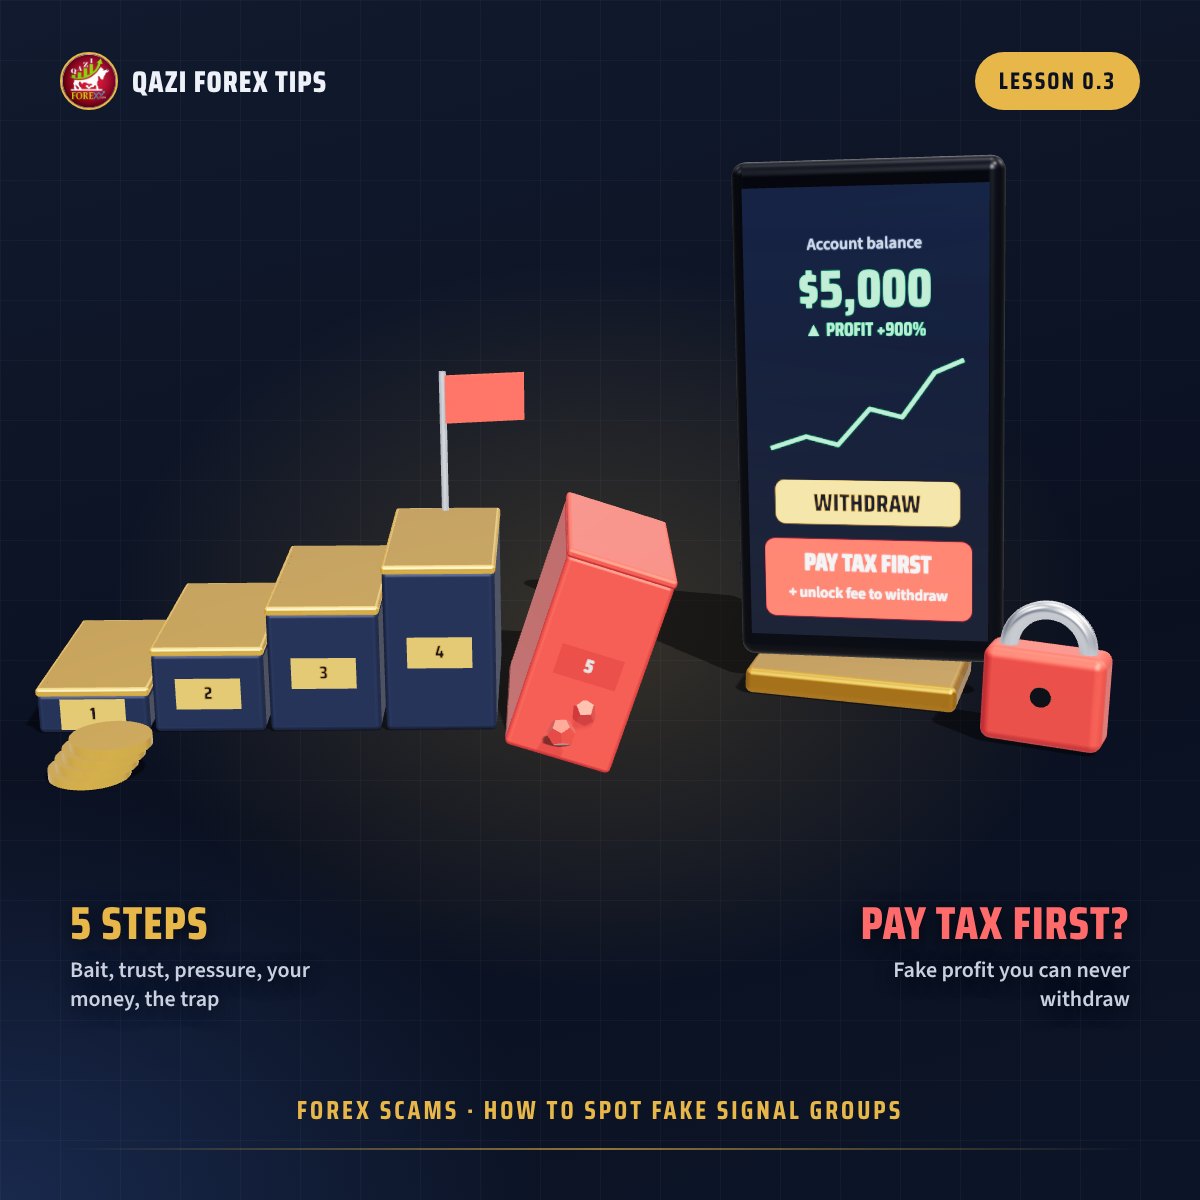 QAZI
FOREX
QAZI FOREX TIPS
LESSON 0.3
Account balance
$5,000
▲ PROFIT +900%
WITHDRAW
PAY TAX FIRST
+ unlock fee to withdraw
1
2
3
4
5
5 STEPS
Bait, trust, pressure, your
money, the trap
PAY TAX FIRST?
Fake profit you can never
withdraw
FOREX SCAMS · HOW TO SPOT FAKE SIGNAL GROUPS